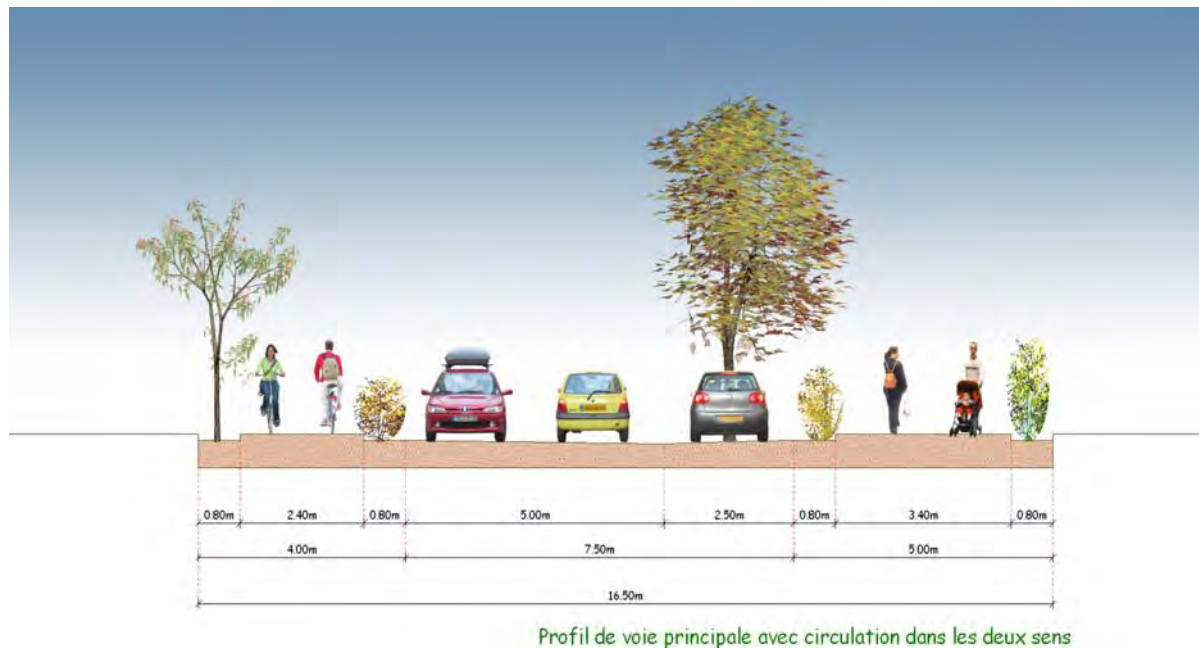 0.80m 2.40m 0.80m 5.00m 2.50m 0.80m 3.40m 0.80m
4.00m 7.50m 5.00m
16.50m
Profil de voie principale avec circulation dans les deux sens